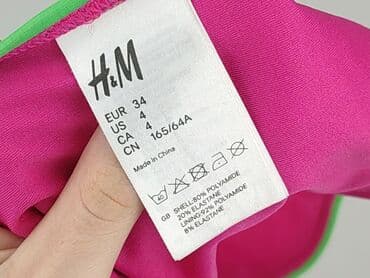 H&M
EUR 34
US 4
CA 4
CN 165/64A
Made in China
40
GB SHELL:80% POLYAMIDE
20% ELASTANE
LINING:92% POLYAMIDE
8% ELASTANE